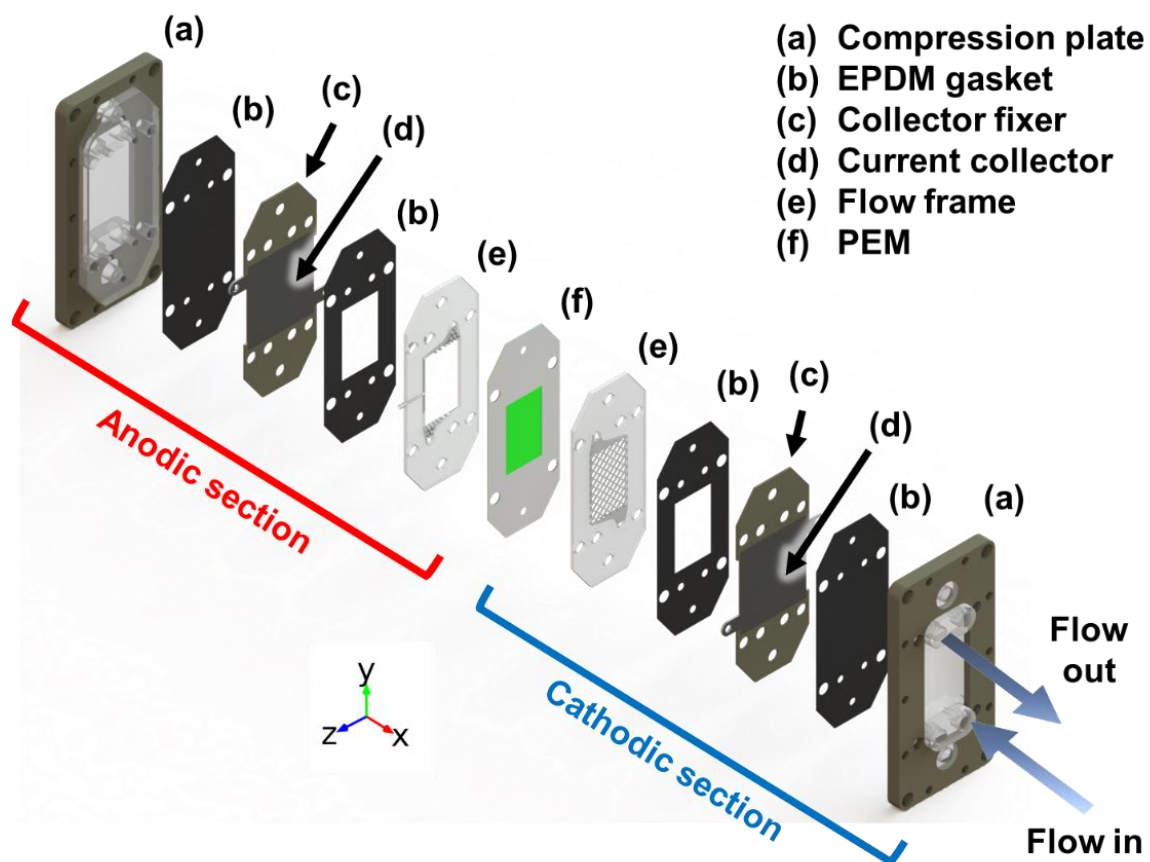 (a)
(b)
(c)
(d)
(b)
(e)
(f)
(e)
(b)
(c)
(d)
(b)
(a)
(a) Compression plate
(b) EPDM gasket
(c) Collector fixer
(d) Current collector
(e) Flow frame
(f) PEM
Anodic section
Cathodic section
Flow
out
Flow in
y
z
x